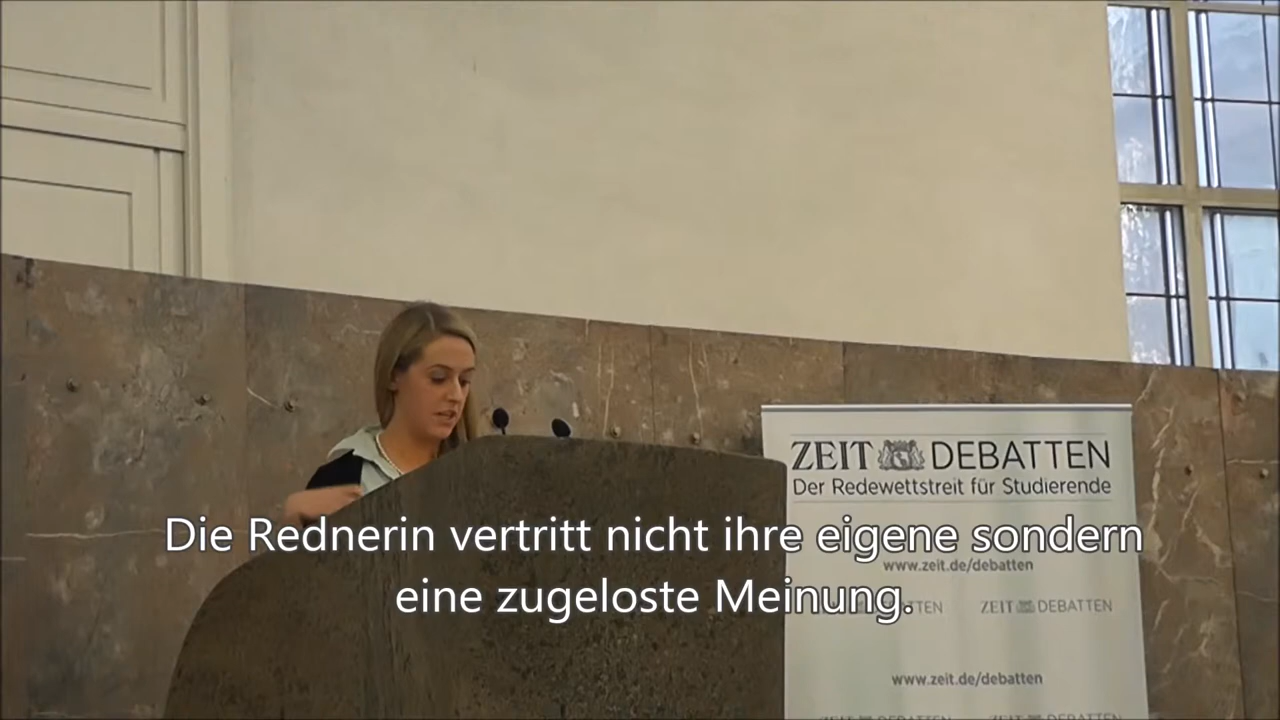 ZEIT DEBATTEN
Der Redewettstreit für Studierende
Die Rednerin vertritt nicht ihre eigene sondern
www.zeit.de/debatten
eine zugeloste Meinung.
ZEIT DEBATTEN
www.zeit.de/debatten